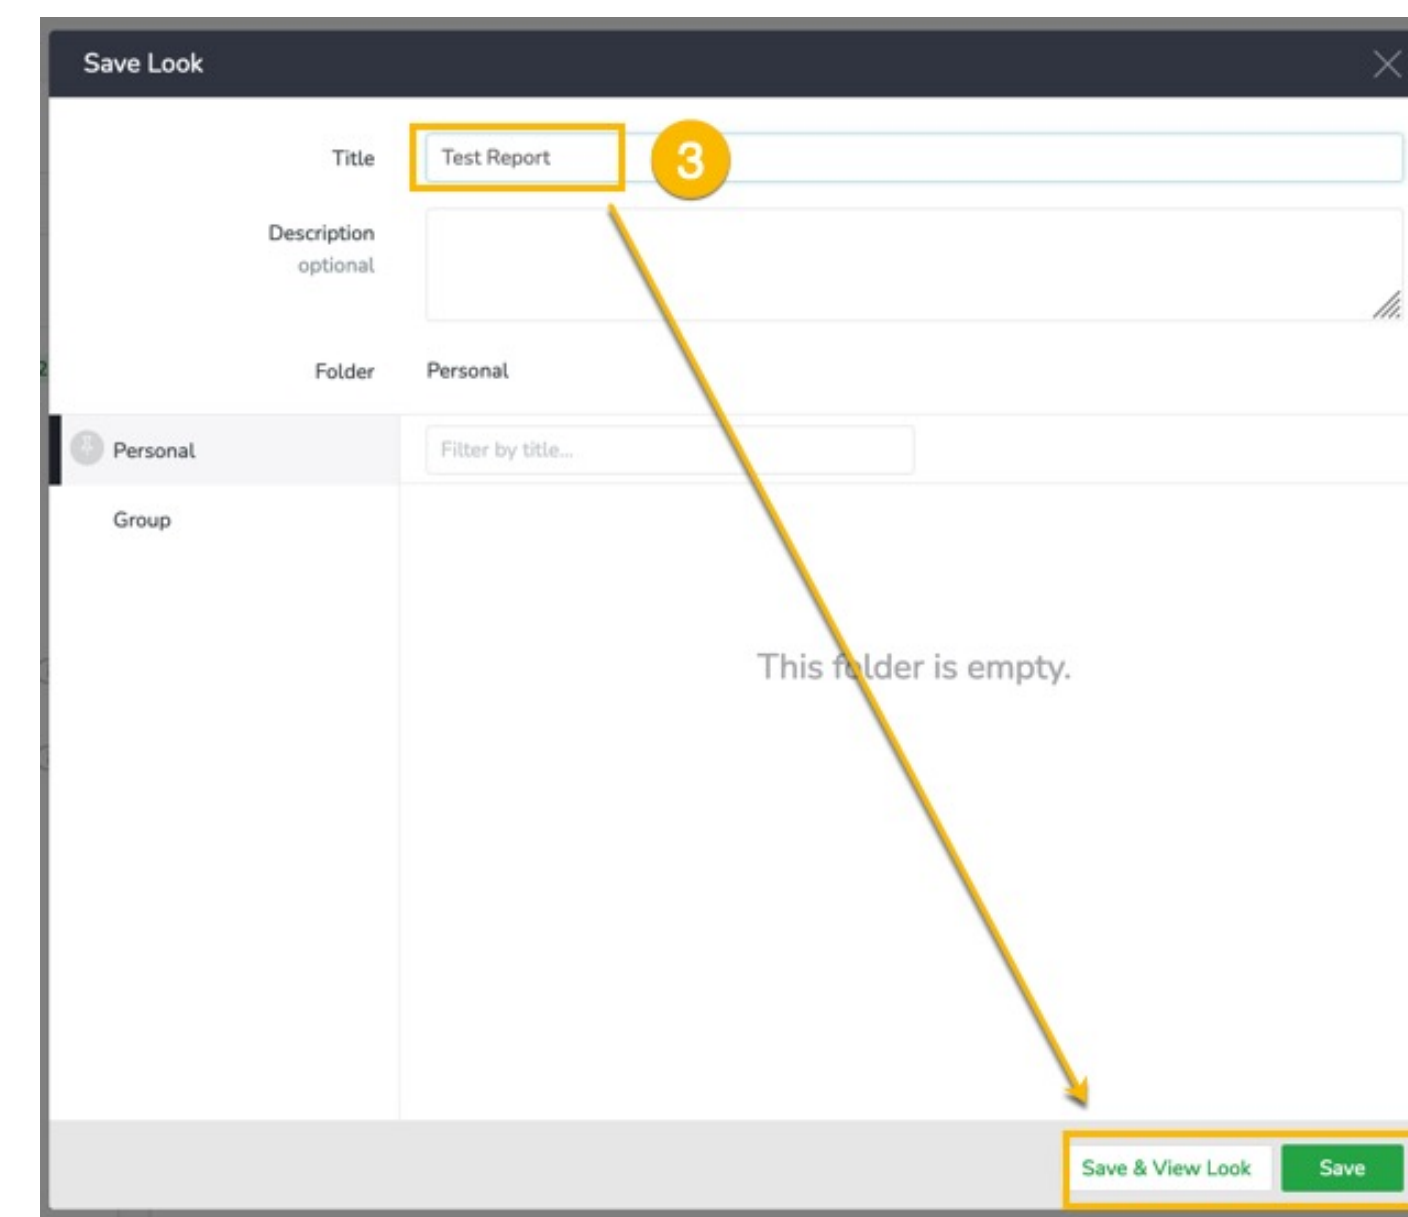 Save Look
Title
Test Report
3
Description
optional
Folder
Personal
Personal
Filter by title...
Group
This folder is empty.
Save & View Look
Save